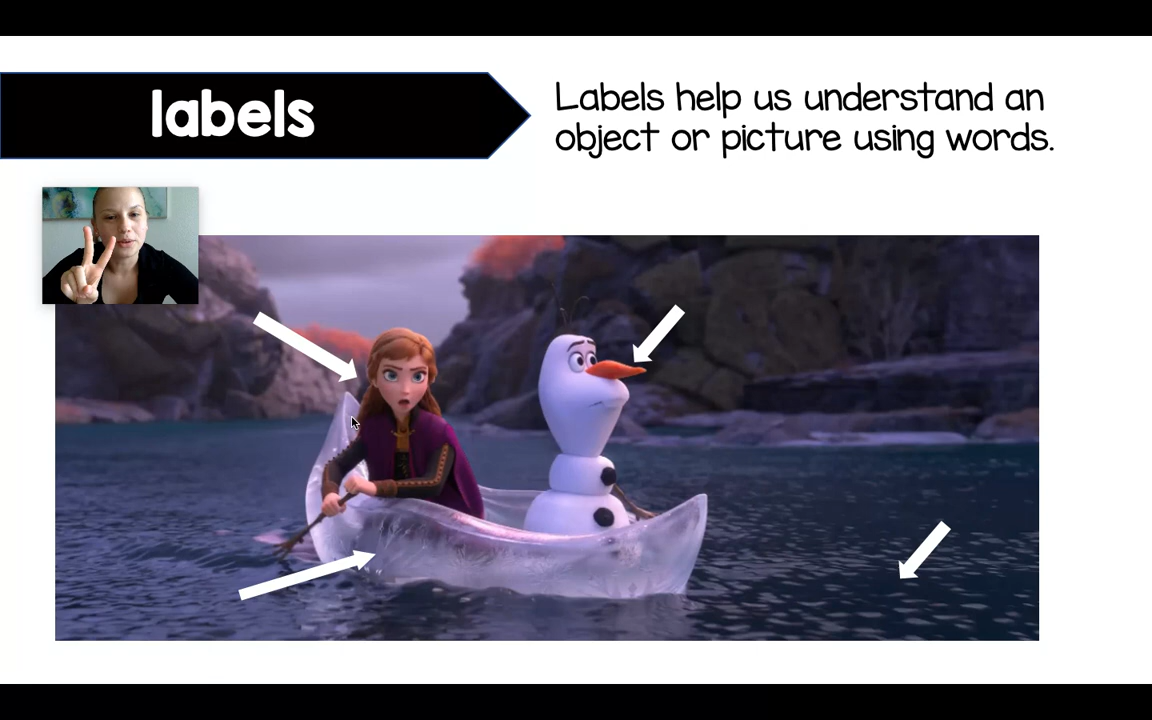 labels
Labels help us understand an
object or picture using words.